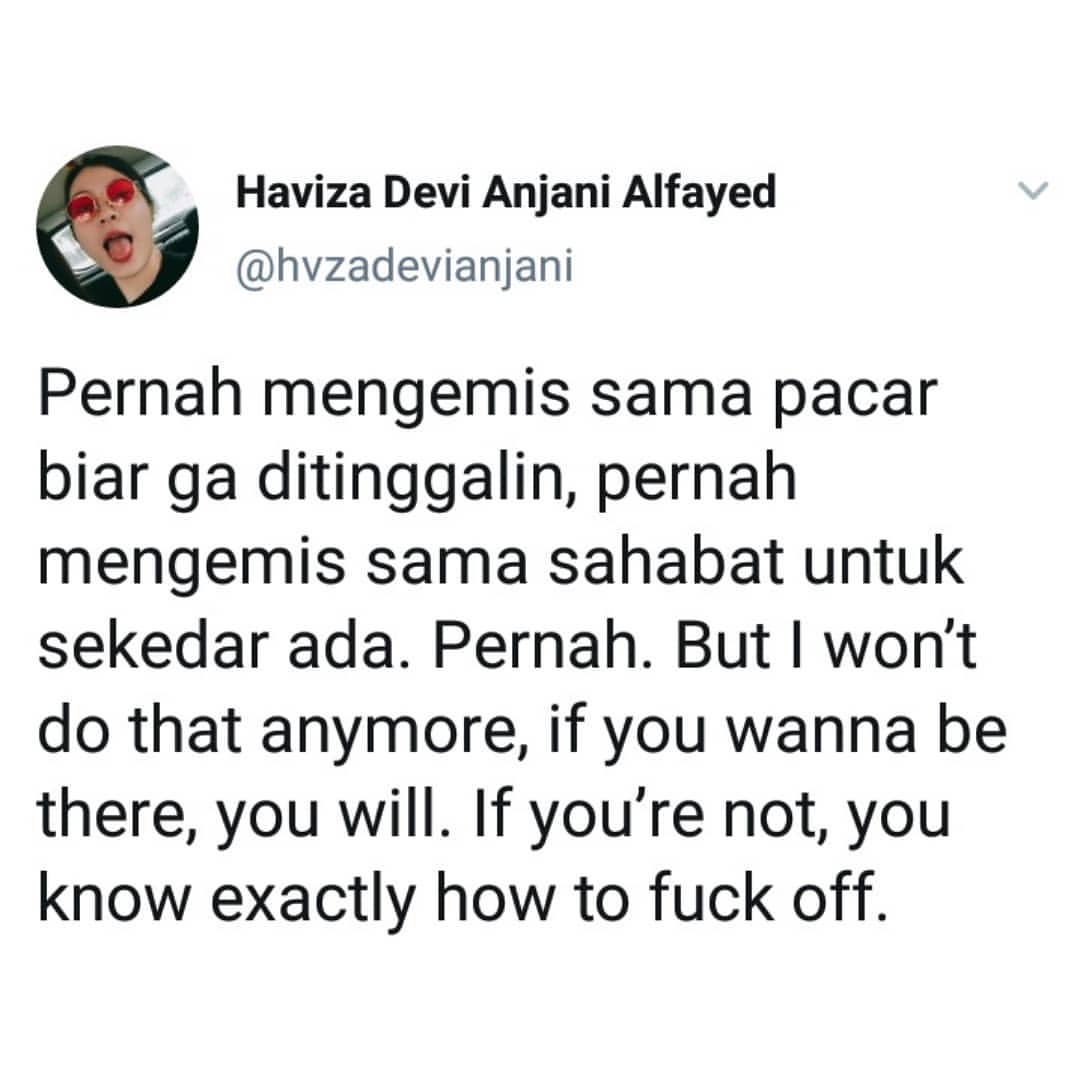 Haviza Devi Anjani Alfayed
@hvzadevianjani
Pernah mengemis sama pacar
biar ga ditinggalin, pernah
mengemis sama sahabat untuk
sekedar ada. Pernah. But I won’t
do that anymore, if you wanna be
there, you will. If you’re not, you
know exactly how to fuck off.